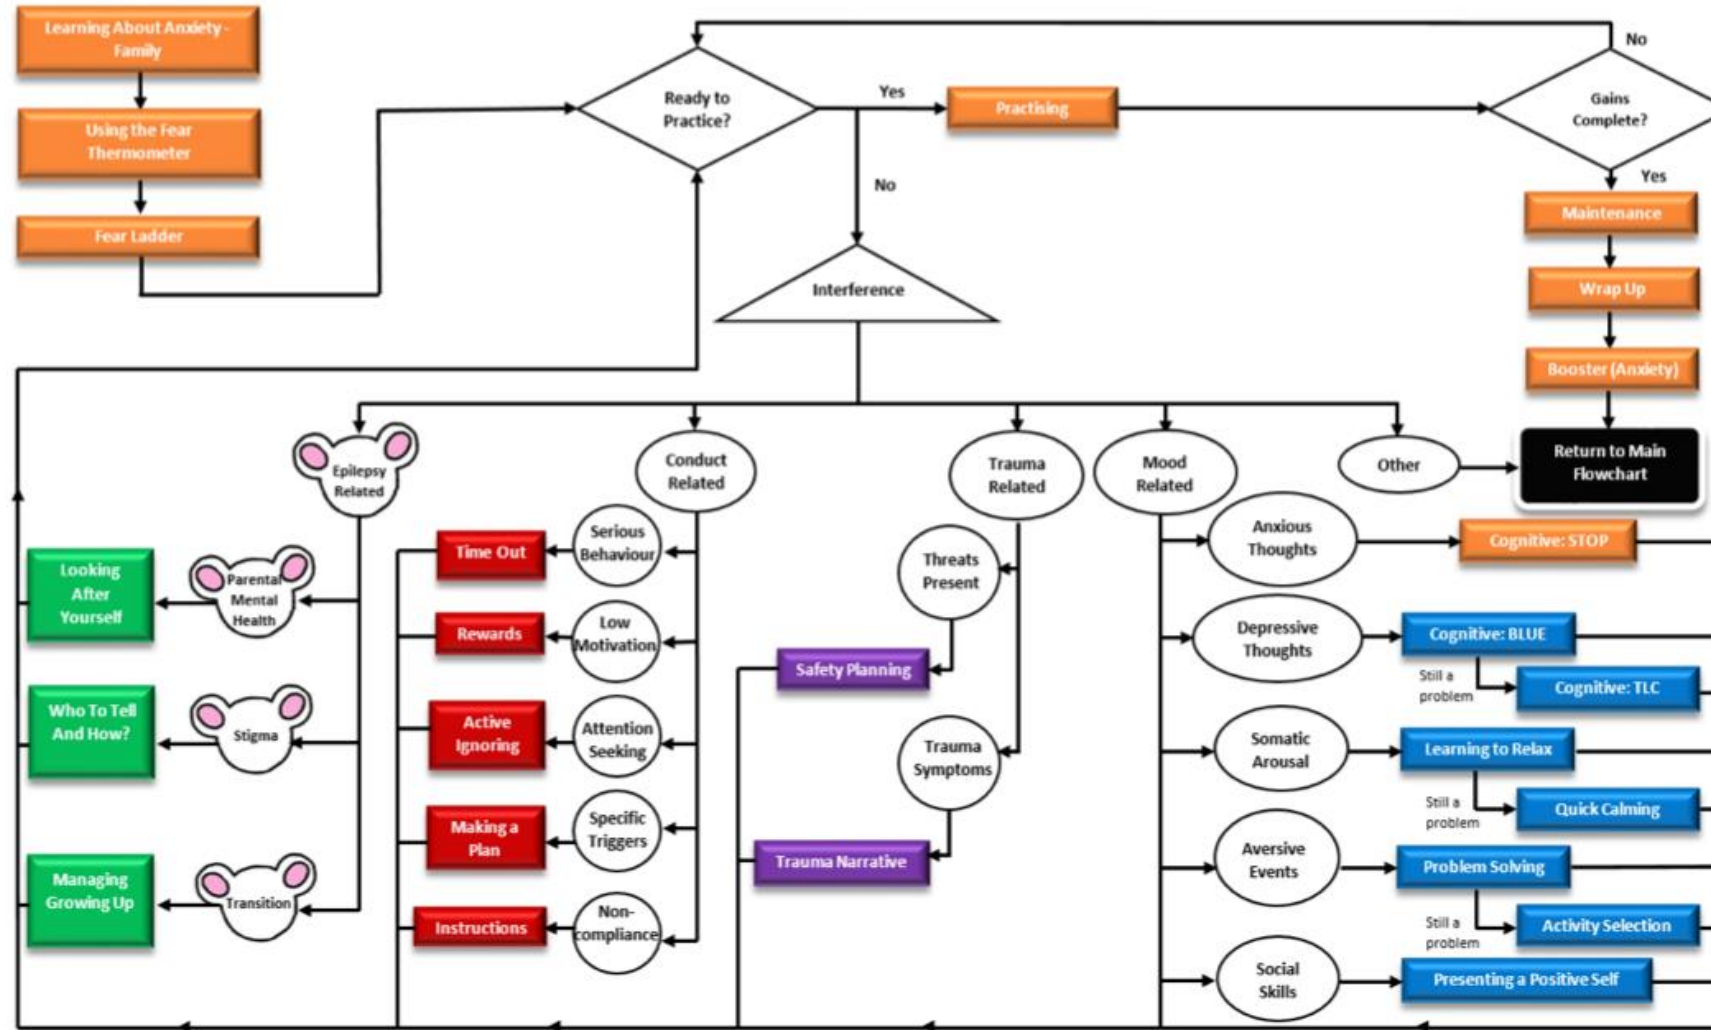 Learning About Anxiety -
Family
Using the Fear
Thermometer
Fear Ladder
Ready to
Practice?
Yes
No
Practising
Gains
Complete?
No
Yes
Maintenance
Wrap Up
Booster (Anxiety)
Return to Main
Flowchart
Interference
Epilepsy
Related
Conduct
Related
Trauma
Related
Mood
Related
Other
Parental
Mental
Health
Looking
After
Yourself
Stigma
Who To Tell
And How?
Transition
Managing
Growing Up
Serious
Behaviour
Time Out
Low
Motivation
Rewards
Attention
Seeking
Active
Ignoring
Specific
Triggers
Making a
Plan
Non-
compliance
Instructions
Threats
Present
Safety Planning
Trauma
Symptoms
Trauma Narrative
Anxious
Thoughts
Cognitive: STOP
Depressive
Thoughts
Cognitive: BLUE
Still a
problem
Cognitive: TLC
Somatic
Arousal
Learning to Relax
Still a
problem
Quick Calming
Aversive
Events
Problem Solving
Still a
problem
Activity Selection
Social
Skills
Presenting a Positive Self